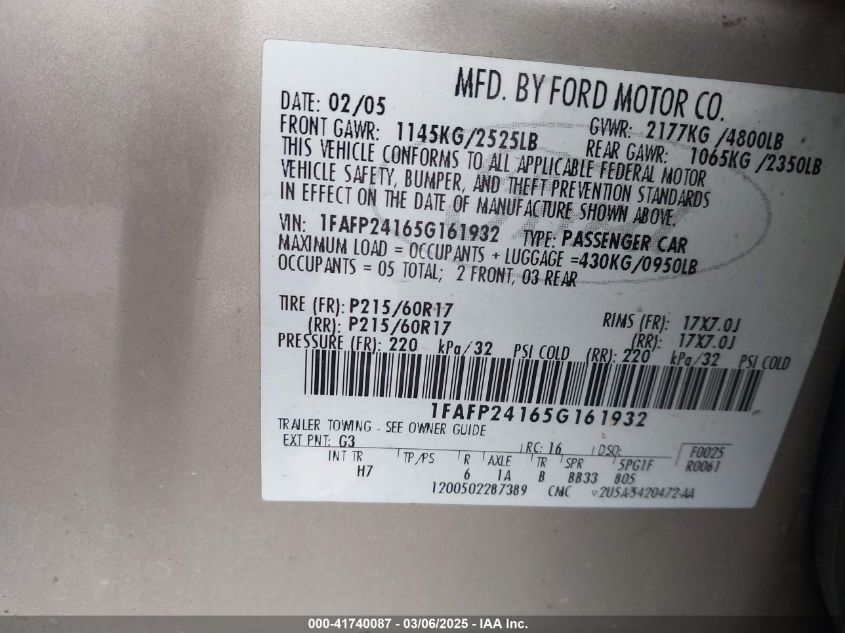 MFD. BY FORD MOTOR CO.
DATE: 02/05 GVWR: 2177KG /4800LB
FRONT GAWR: 1145KG/2525LB REAR GAWR: 1065KG /2350LB
THIS VEHICLE CONFORMS TO ALL APPLICABLE FEDERAL MOTOR
VEHICLE SAFETY, BUMPER, AND THEFT PREVENTION STANDARDS
IN EFFECT ON THE DATE OF MANUFACTURE SHOWN ABOVE.
VIN: 1FAFP24165G161932 TYPE: PASSENGER CAR
MAXIMUM LOAD = OCCUPANTS + LUGGAGE =430KG/0950LB
OCCUPANTS = 05 TOTAL; 2 FRONT, 03 REAR
TIRE (FR): P215/60R17 RIMS (FR): 17X7.0J
(RR): P215/60R17 (RR): 17X7.0J
PRESSURE (FR): 220 kPa/32 PSI COLD (RR): 220 kPa/32 PSI COLD
1FAFP24165G161932
TRAILER TOWING - SEE OWNER GUIDE
EXT PNT: G3 RC: 16 DSO: F0025
INT TR TP/PS R AXLE TR SPR 5PG1F R0061
H7 6 1A B BB33 805
1200502287389 CMC 2U5A-5420472-AA
000-41740087 - 03/06/2025 - IAA Inc.